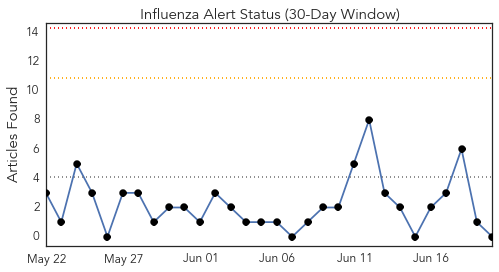 Influenza Alert Status (30-Day Window)
Articles Found
14
12
10
8
6
4
2
0
May 22
May 27
Jun 01
Jun 06
Jun 11
Jun 16